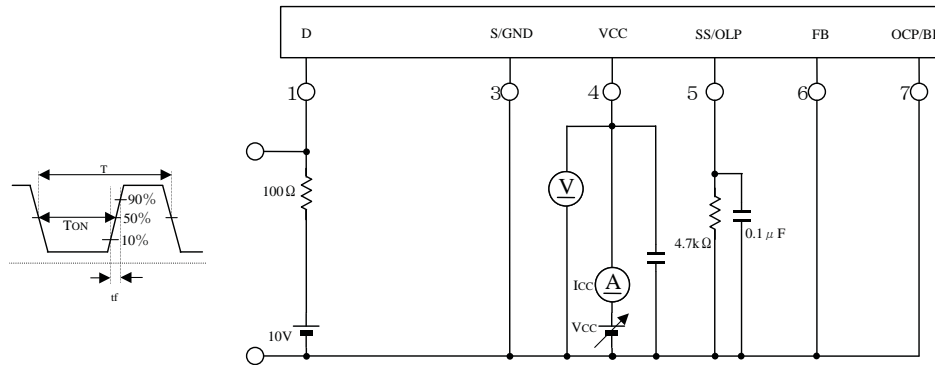 D S/GND VCC SS/OLP FB OCP/B
1 3 4 5 6 7
T
90%
100Ω V
TON 50%
10%
4.7kΩ 0.1μF
ICC A
tf
VCC
10V